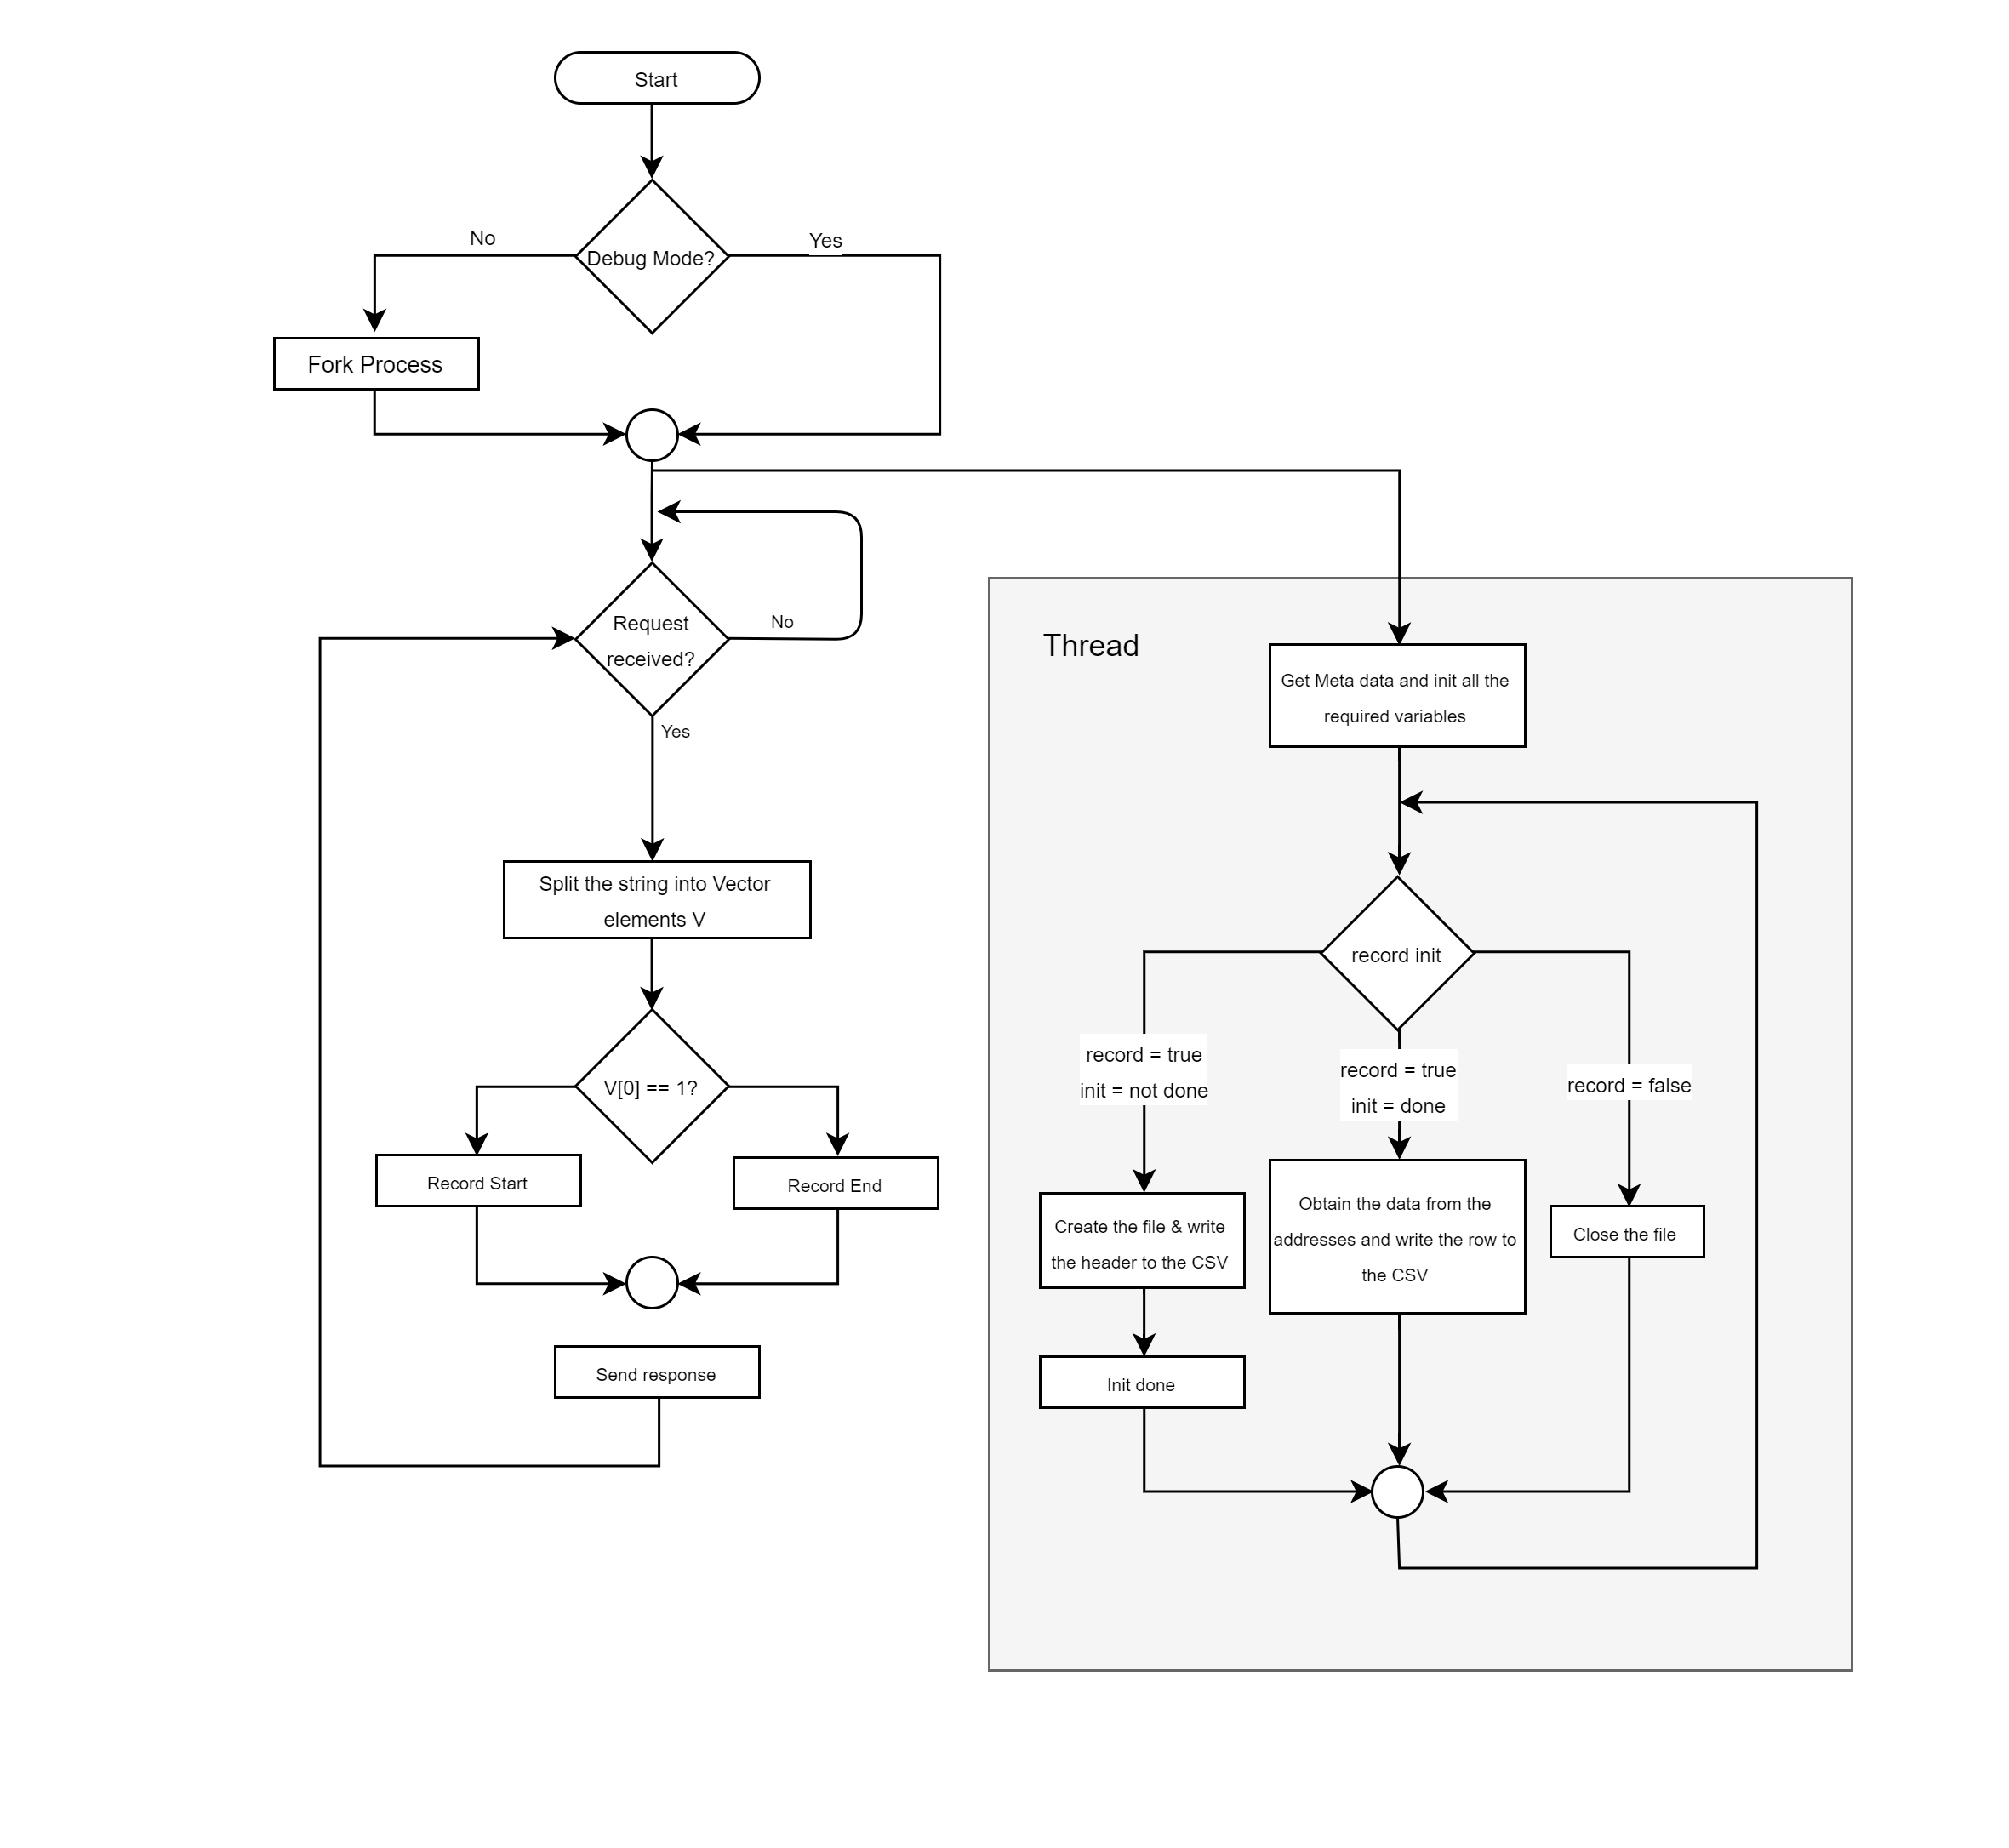 Start
Debug Mode?
No
Yes
Fork Process
Request
received?
No
Yes
Split the string into Vector
elements V
V[0] == 1?
Record Start
Record End
Send response
Thread
Get Meta data and init all the
required variables
record init
record = true
init = not done
record = true
init = done
record = false
Create the file & write
the header to the CSV
Obtain the data from the
addresses and write the row to
the CSV
Close the file
Init done